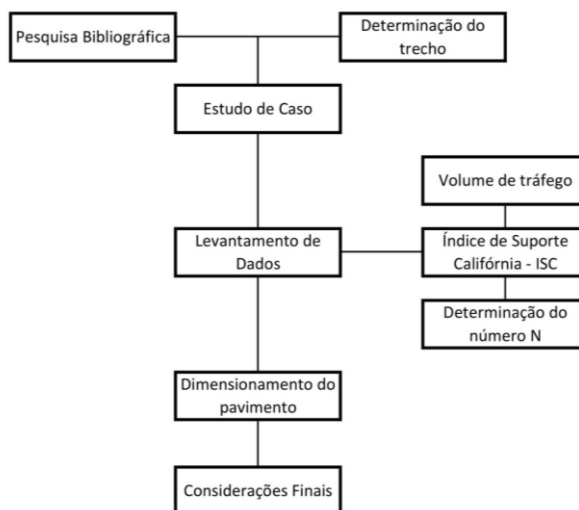 Pesquisa Bibliográfica
Determinação do
trecho
Estudo de Caso
Volume de tráfego
Levantamento de
Dados
Índice de Suporte
Califórnia - ISC
Determinação do
número N
Dimensionamento do
pavimento
Considerações Finais